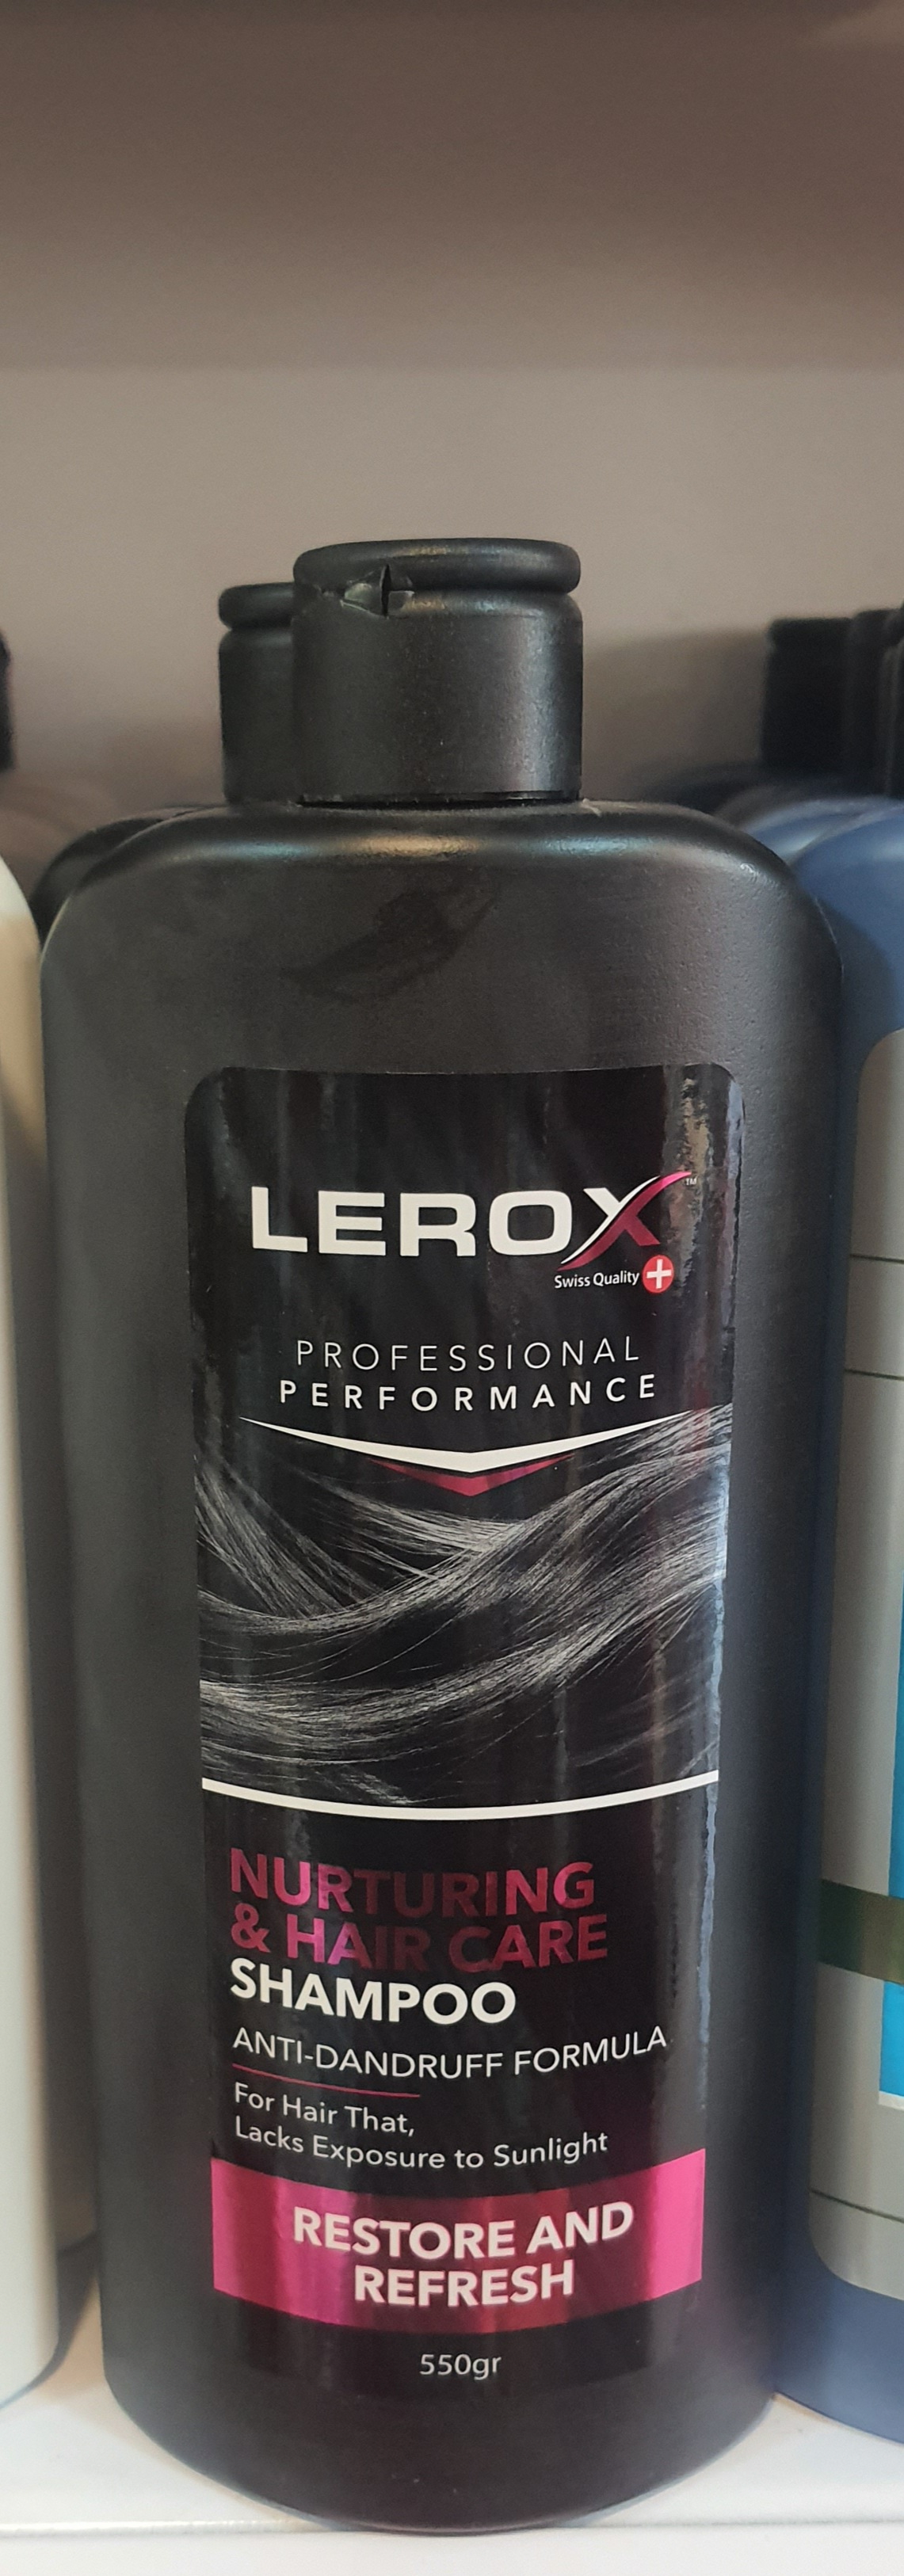 LEROX™
Swiss Quality
PROFESSIONAL
PERFORMANCE
NURTURING
& HAIR CARE
SHAMPOO
ANTI-DANDRUFF FORMULA
For Hair That,
Lacks Exposure to Sunlight
RESTORE AND
REFRESH
550gr